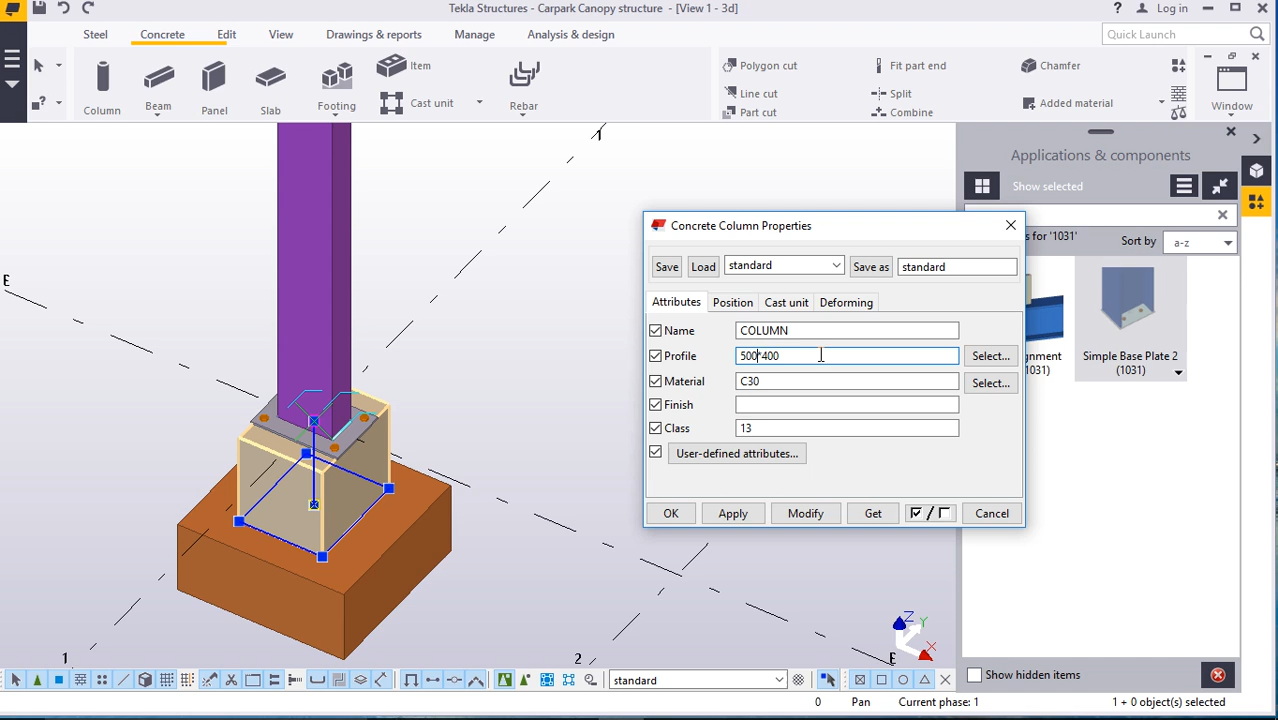 Tekla Structures - Carpark Canopy structure - [View 1 - 3d]
? Log in
Steel Concrete Edit View Drawings & reports Manage Analysis & design
Quick Launch
Item
Polygon cut Fit part end Chamfer
Line cut Split
Cast unit Added material
Column Beam Panel Slab Footing Rebar
Part cut Combine Window
1
Applications & components
Show selected
s for '1031' Sort by a-z
E
Concrete Column Properties
Save Load standard Save as standard
Attributes Position Cast unit Deforming
Name COLUMN
Profile 500*400 Select...
Material C30 Select...
Finish
Class 13
User-defined attributes...
OK Apply Modify Get / Cancel
gnment
(1031)
Simple Base Plate 2
(1031)
Z
Y
X
1 2 E
standard
Show hidden items
0 Pan Current phase: 1 1 + 0 object(s) selected